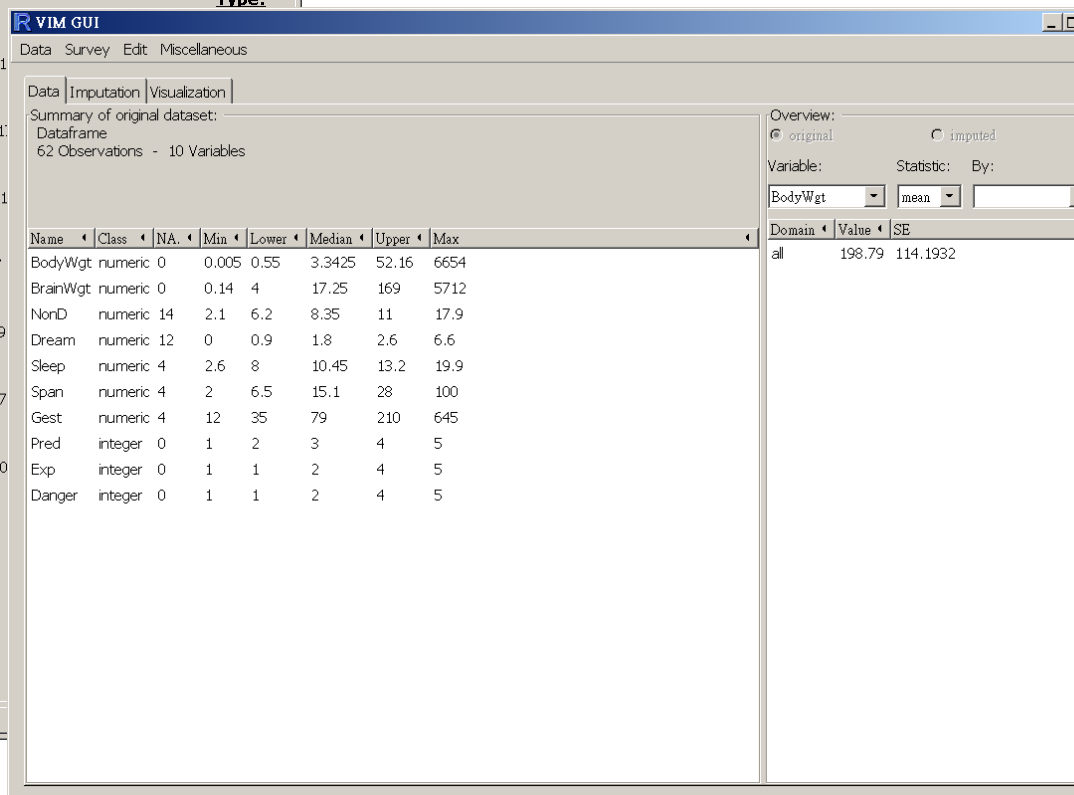 Type:
VIM GUI
Data Survey Edit Miscellaneous
Data Imputation Visualization
Summary of original dataset:
Dataframe
62 Observations - 10 Variables
Name Class NA. Min Lower Median Upper Max
BodyWgt numeric 0 0.005 0.55 3.3425 52.16 6654
BrainWgt numeric 0 0.14 4 17.25 169 5712
NonD numeric 14 2.1 6.2 8.35 11 17.9
Dream numeric 12 0 0.9 1.8 2.6 6.6
Sleep numeric 4 2.6 8 10.45 13.2 19.9
Span numeric 4 2 6.5 15.1 28 100
Gest numeric 4 12 35 79 210 645
Pred integer 0 1 2 3 4 5
Exp integer 0 1 1 2 4 5
Danger integer 0 1 1 2 4 5
Overview:
original imputed
Variable: Statistic: By:
BodyWgt mean
Domain Value SE
all 198.79 114.1932